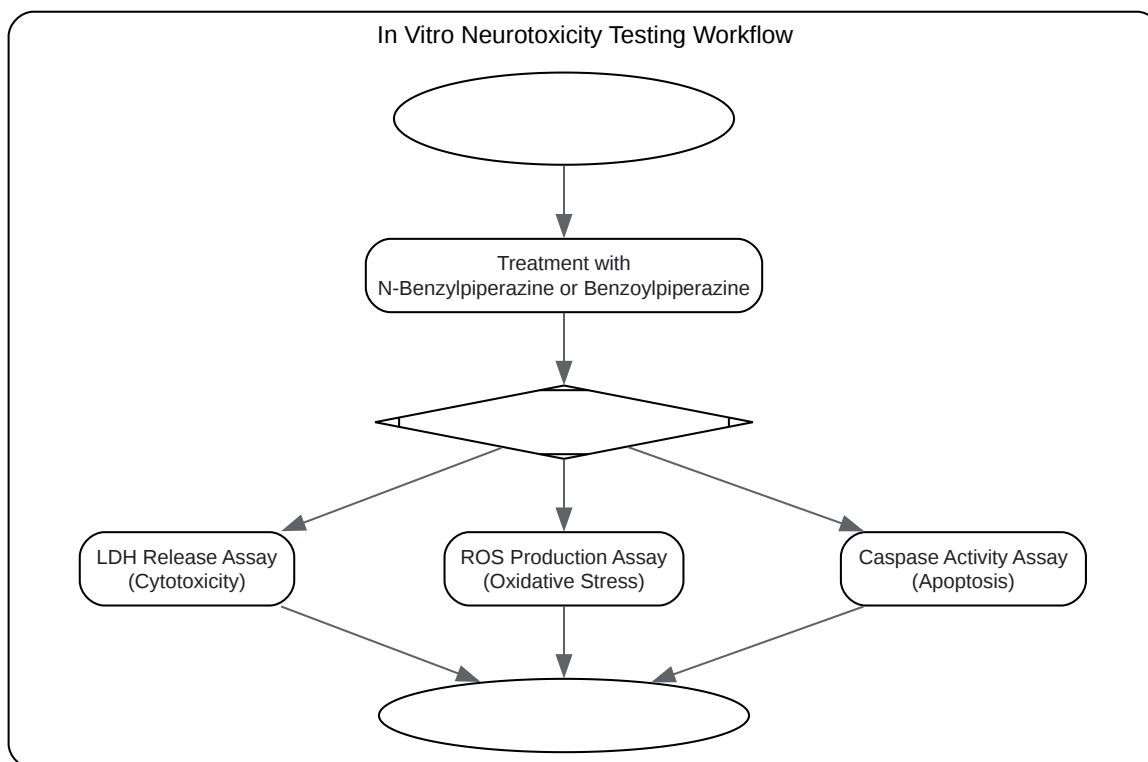 In Vitro Neurotoxicity Testing Workflow
Treatment with
N-Benzylpiperazine or Benzoylpiperazine
LDH Release Assay
(Cytotoxicity)
ROS Production Assay
(Oxidative Stress)
Caspase Activity Assay
(Apoptosis)